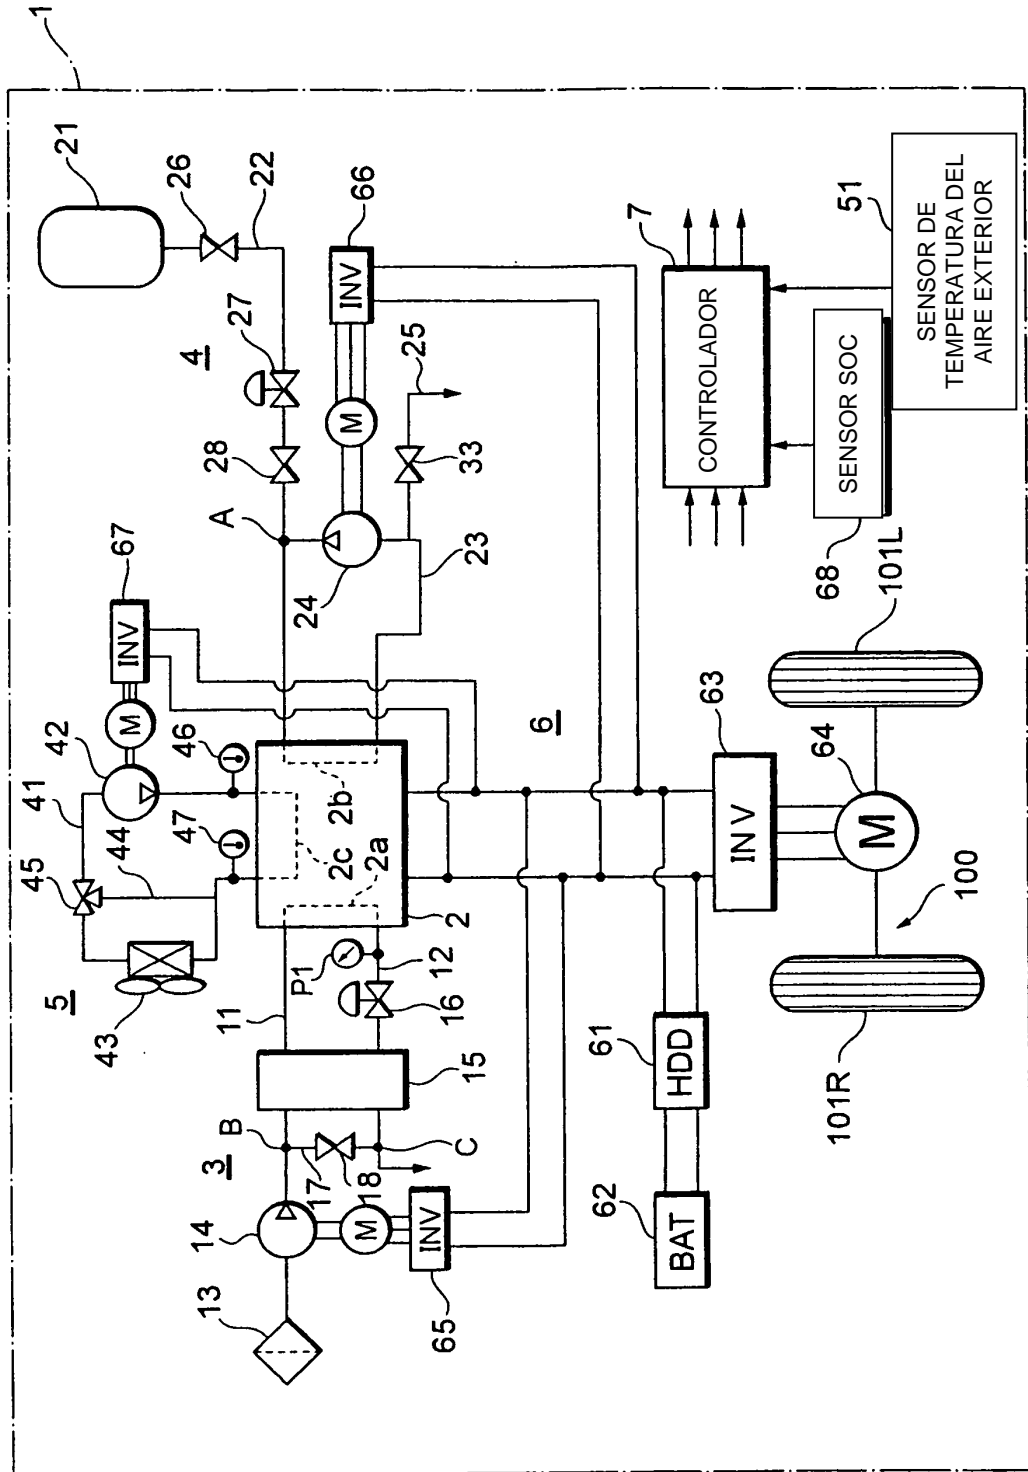 1
21
26
22
66
INV
27
4
28
A
M
25
33
24
23
67
INV
M
42
41
46
47
44
45
5
43
2b
2c
2a
2
P1
12
16
11
15
B
C
3
17
18
14
M
INV
65
13
6
7
CONTROLADOR
51
SENSOR DE
TEMPERATURA DEL
AIRE EXTERIOR
SENSOR SOC
68
101L
63
INV
64
M
100
101R
61
HDD
62
BAT